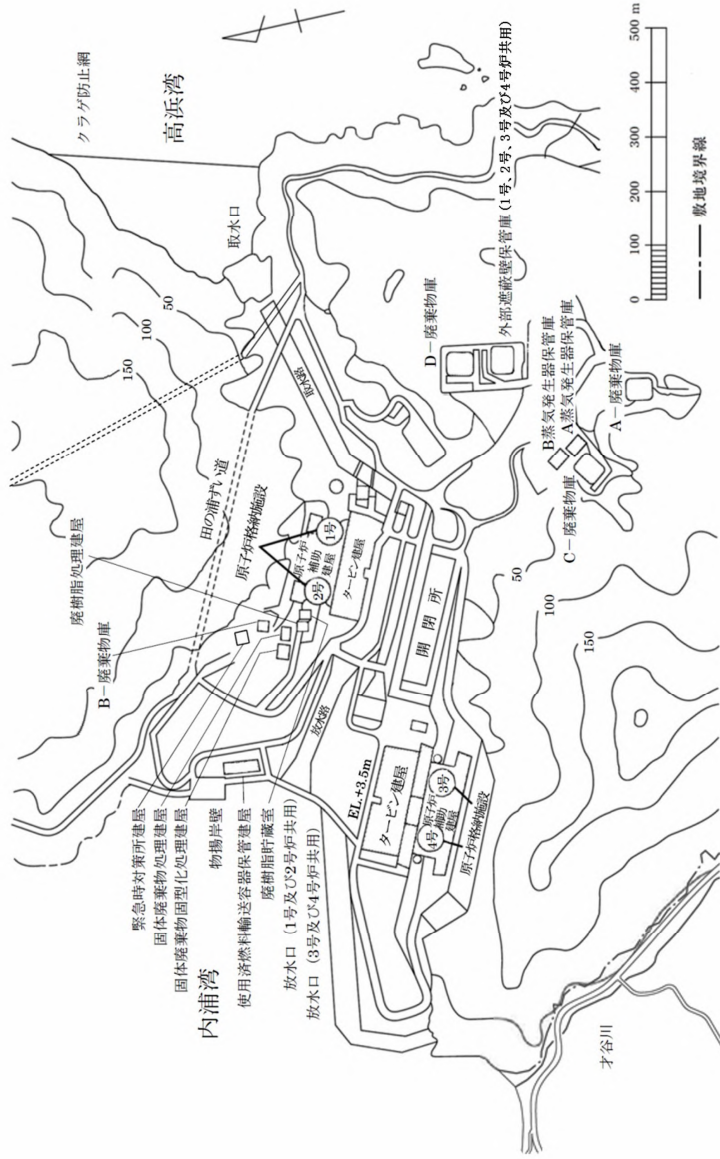 高浜湾
クラゲ防止網
取水口
50
100
150
取水路
田の浦ずい道
廃樹脂処理建屋
B－廃棄物庫
原子炉格納施設
1号
2号
原子炉
補助
建屋
タービン建屋
開閉所
放水路
EL.+3.5m
タービン建屋
3号
4号
原子炉
補助
建屋
原子炉格納施設
緊急時対策所建屋
固体廃棄物処理建屋
固体廃棄物固型化処理建屋
物揚岸壁
内浦湾
使用済燃料輸送容器保管建屋
廃樹脂貯蔵室
放水口（1号及び2号炉共用）
放水口（3号及び4号炉共用）
D－廃棄物庫
外部遮蔽壁保管庫(1号、2号、3号及び4号炉共用)
B蒸気発生器保管庫
A蒸気発生器保管庫
A－廃棄物庫
C－廃棄物庫
50
100
150
才谷川
0 100 200 300 400 500 m
敷地境界線